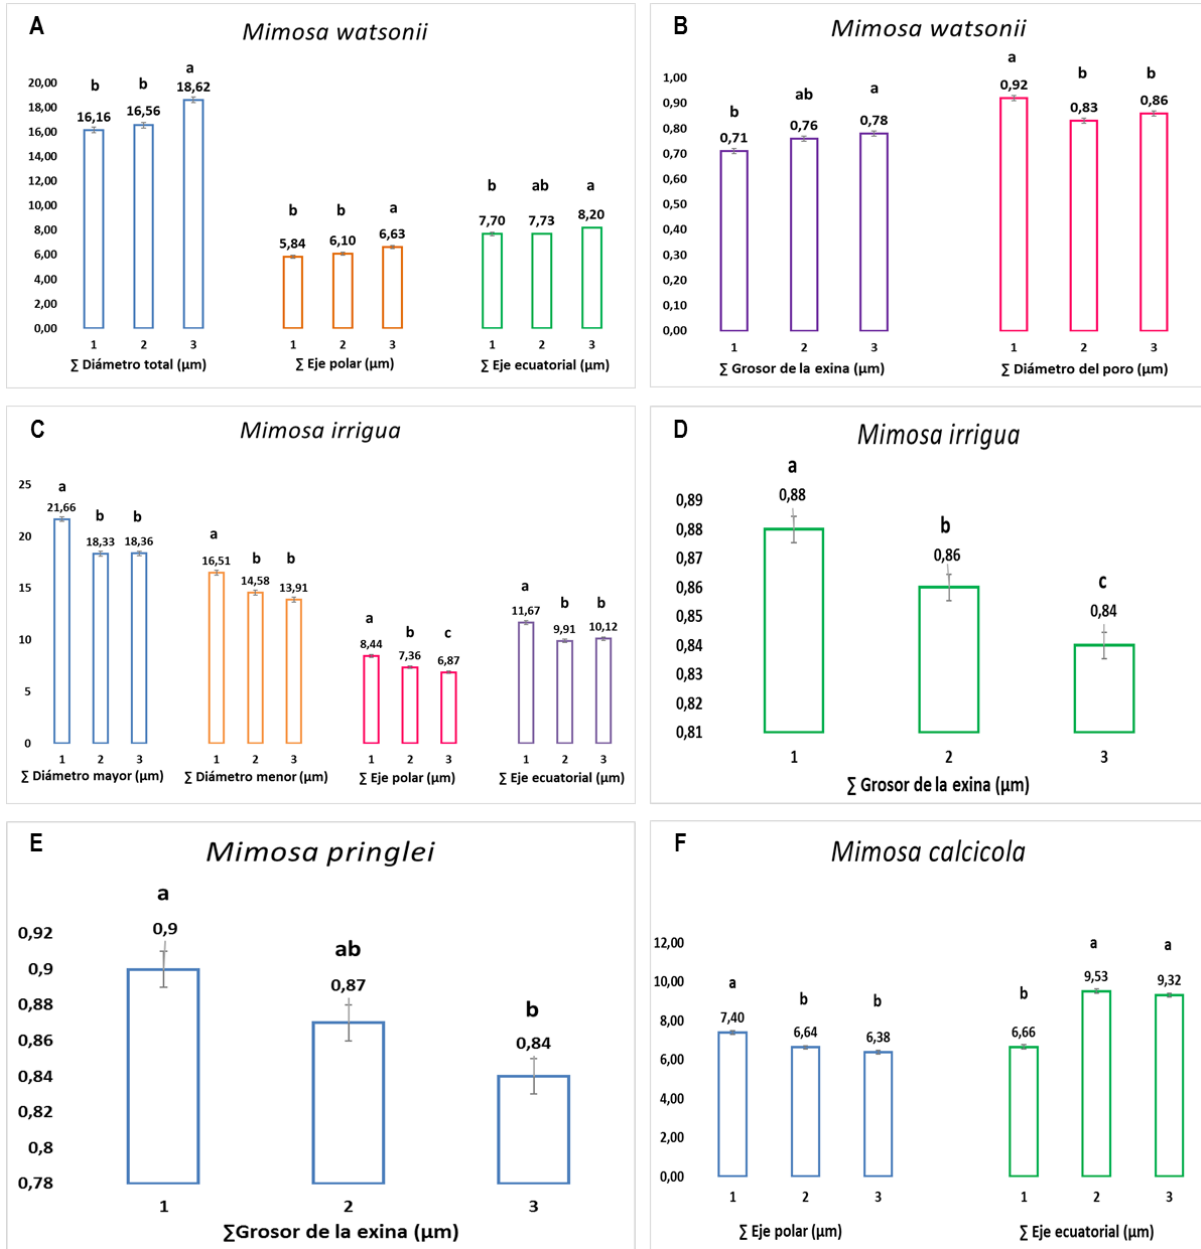 A
Mimosa watsonii
20,00
18,00
16,00
14,00
12,00
10,00
8,00
6,00
4,00
2,00
0,00
b b a
16,16 16,56 18,62
b b a
5,84 6,10 6,63
b ab a
7,70 7,73 8,20
1 2 3 1 2 3 1 2 3
∑ Diámetro total (μm) ∑ Eje polar (μm) ∑ Eje ecuatorial (μm)
B
Mimosa watsonii
1,00
0,90
0,80
0,70
0,60
0,50
0,40
0,30
0,20
0,10
0,00
b ab a
0,71 0,76 0,78
a b b
0,92 0,83 0,86
1 2 3 1 2 3
∑ Grosor de la exina (μm) ∑ Diámetro del poro (μm)
C
Mimosa irrigua
25
20
15
10
5
0
a b b
21,66 18,33 18,36
a b b
16,51 14,58 13,91
a b c
8,44 7,36 6,87
a b b
11,67 9,91 10,12
1 2 3 1 2 3 1 2 3 1 2 3
∑ Diámetro mayor (μm) ∑ Diámetro menor (μm) ∑ Eje polar (μm) ∑ Eje ecuatorial (μm)
D
Mimosa irrigua
0,89
0,88
0,87
0,86
0,85
0,84
0,83
0,82
0,81
a b c
0,88 0,86 0,84
1 2 3
∑ Grosor de la exina (μm)
E
Mimosa pringlei
0,92
0,9
0,88
0,86
0,84
0,82
0,8
0,78
a ab b
0,9 0,87 0,84
1 2 3
∑Grosor de la exina (μm)
F
Mimosa calcicola
12,00
10,00
8,00
6,00
4,00
2,00
0,00
a b b
7,40 6,64 6,38
b a a
6,66 9,53 9,32
1 2 3 1 2 3
∑ Eje polar (μm) ∑ Eje ecuatorial (μm)